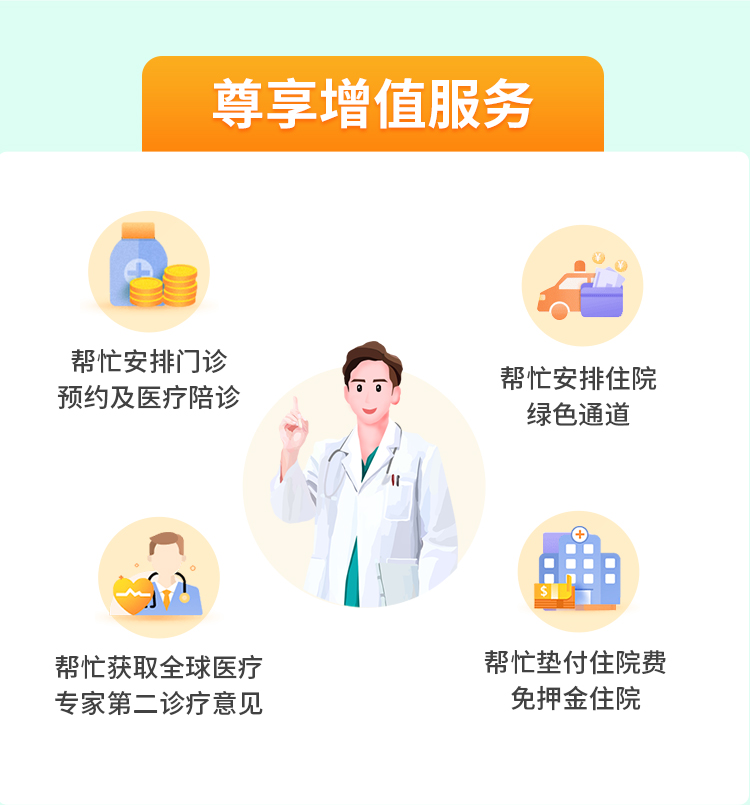 尊享增值服务
帮忙安排门诊
预约及医疗陪诊
帮忙安排住院
绿色通道
帮忙获取全球医疗
专家第二诊疗意见
帮忙垫付住院费
免押金住院